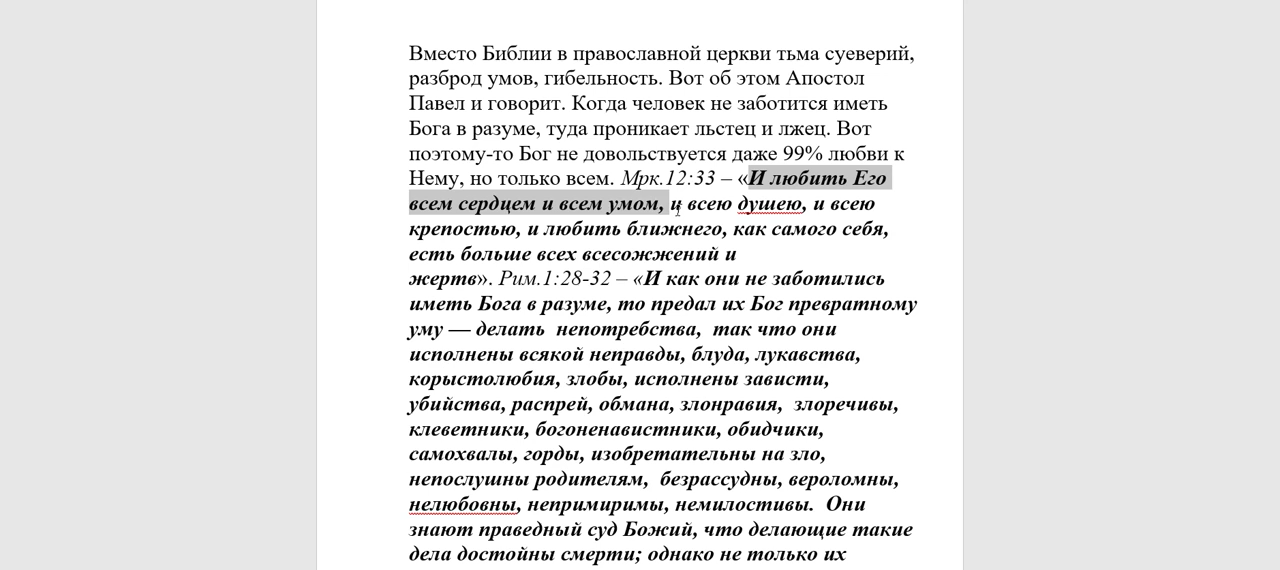 Вместо Библии в православной церкви тьма суеверий,
разброд умов, гибельность. Вот об этом Апостол
Павел и говорит. Когда человек не заботится иметь
Бога в разуме, туда проникает льстец и лжец. Вот
поэтому-то Бог не довольствуется даже 99% любви к
Нему, но только всем. Мрк.12:33 – «И любить Его
всем сердцем и всем умом, и всею душею, и всею
крепостью, и любить ближнего, как самого себя,
есть больше всех всесожжений и
жертв». Рим.1:28-32 – «И как они не заботились
иметь Бога в разуме, то предал их Бог превратному
уму — делать  непотребства,  так что они
исполнены всякой неправды, блуда, лукавства,
корыстолюбия, злобы, исполнены зависти,
убийства, распрей, обмана, злонравия,  злоречивы,
клеветники, богоненавистники, обидчики,
самохвалы, горды, изобретательны на зло,
непослушны родителям,  безрассудны, вероломны,
нелюбовны, непримиримы, немилостивы.  Они
знают праведный суд Божий, что делающие такие
дела достойны смерти; однако не только их